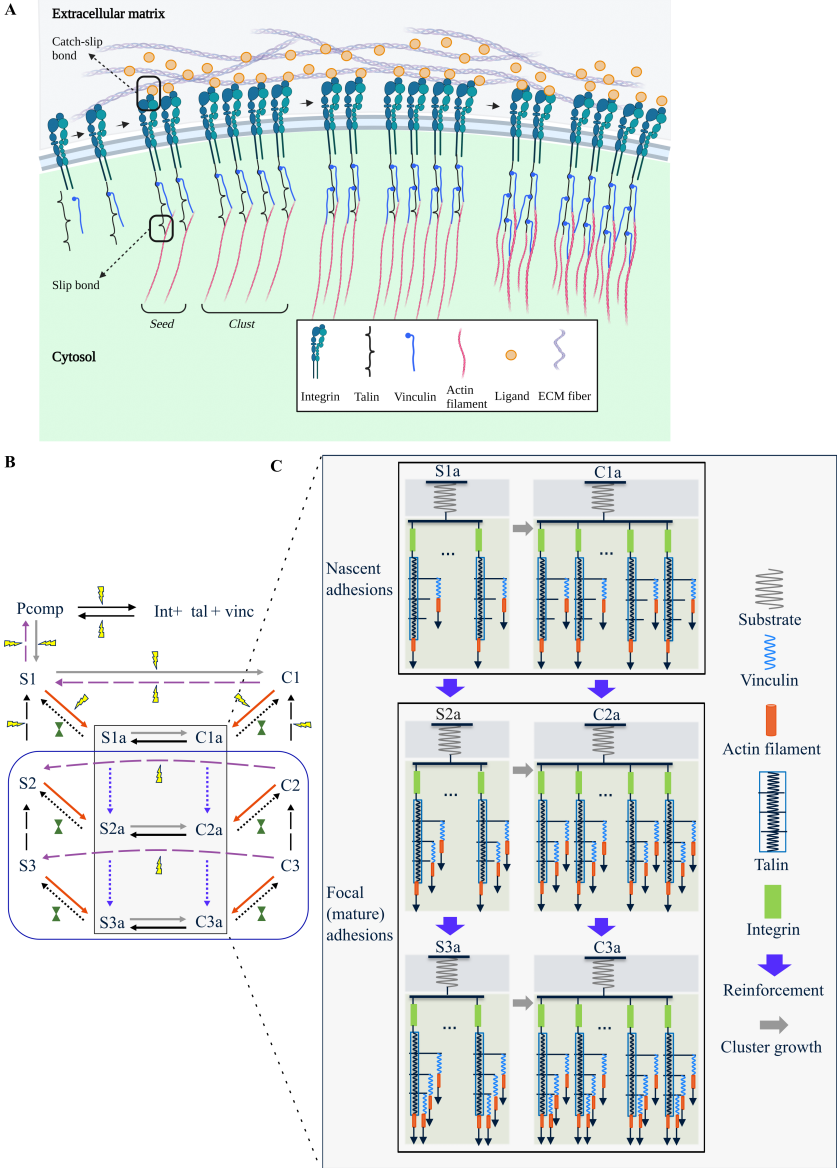 A
Extracellular matrix
Catch-slip
bond
Slip bond
Seed
Clust
Cytosol
Integrin
Talin
Vinculin
Actin
filament
Ligand
ECM fiber
B
Pcomp
Int+ tal + vinc
S1
C1
S1a
C1a
S2
C2
S2a
C2a
S3
C3
S3a
C3a
C
S1a
C1a
...
...
Nascent
adhesions
S2a
C2a
...
...
Focal
(mature)
adhesions
S3a
C3a
...
...
Substrate
Vinculin
Actin filament
Talin
Integrin
Reinforcement
Cluster growth